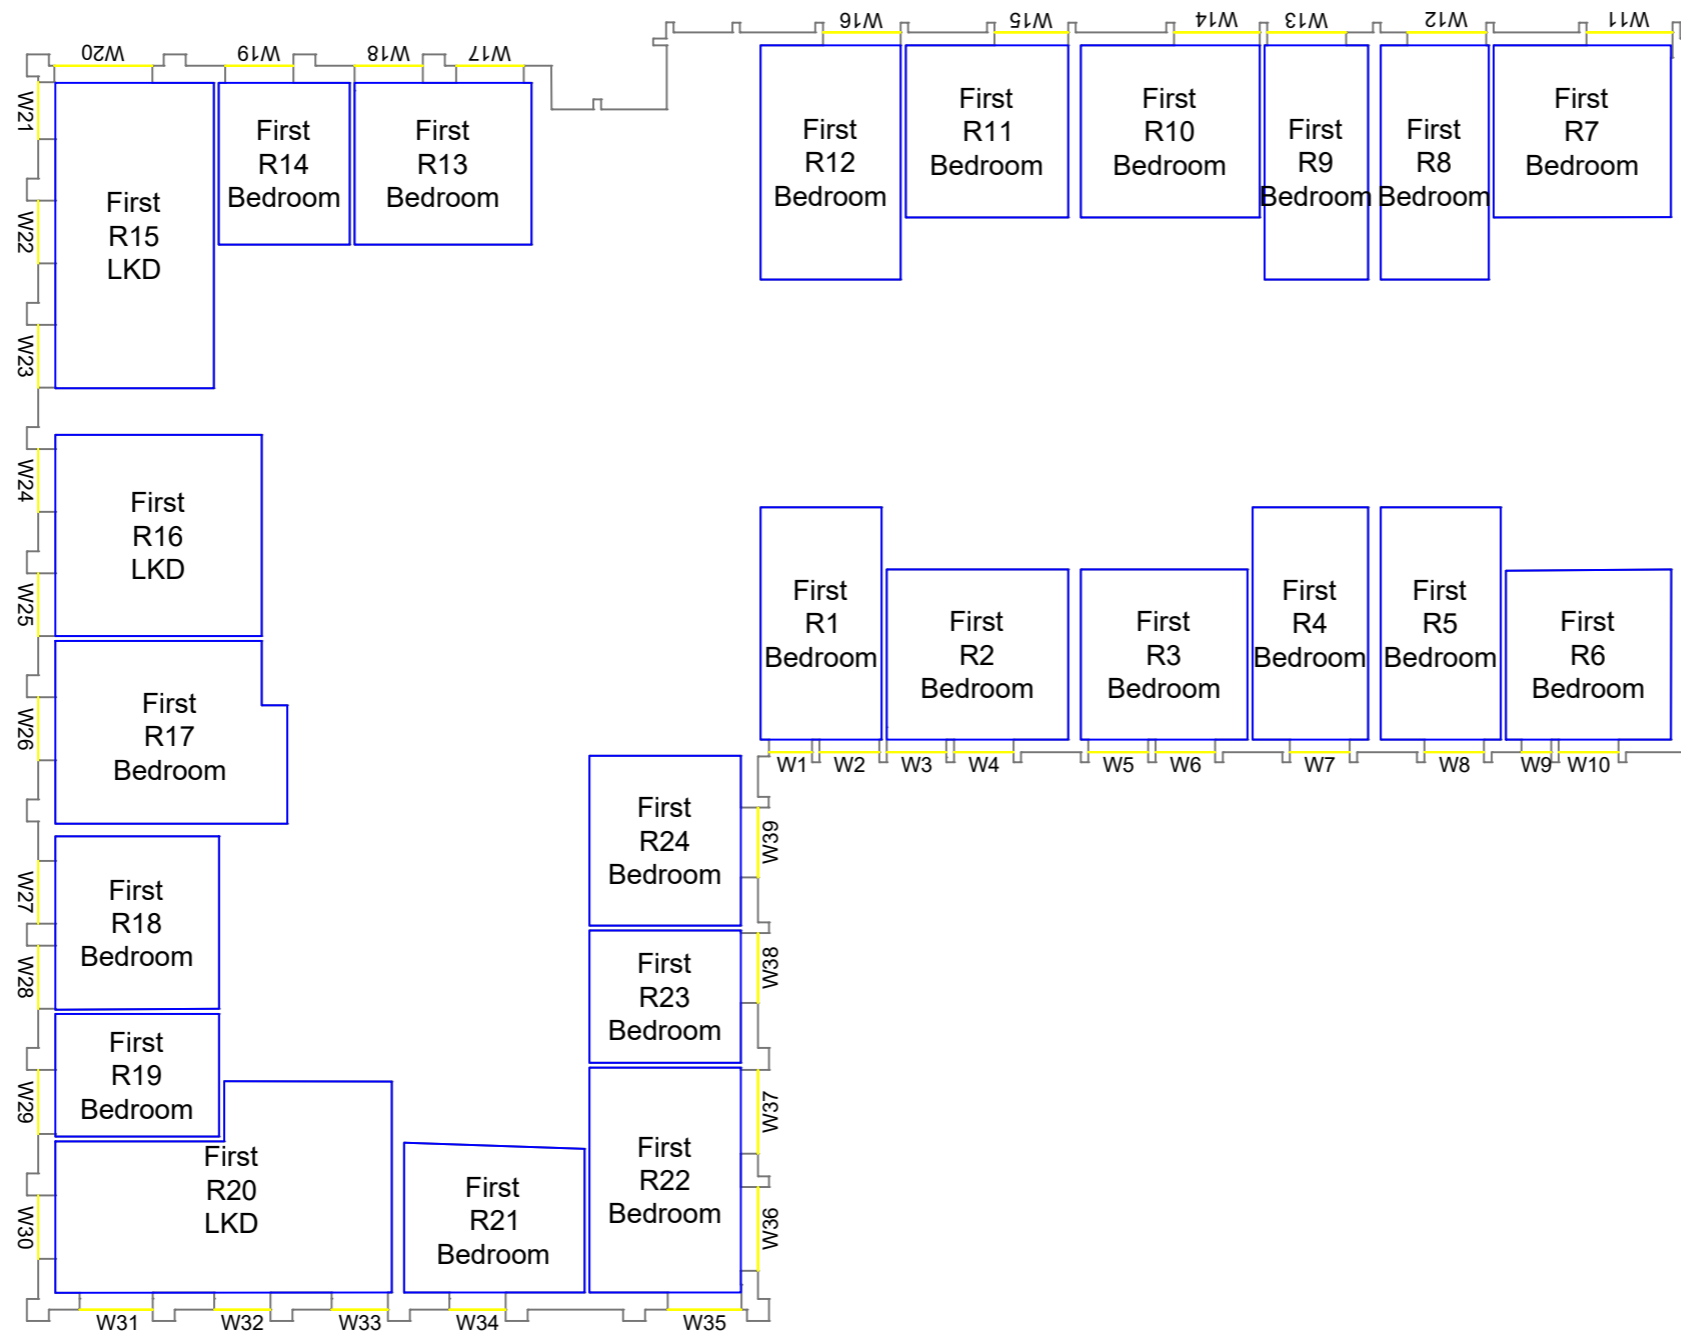 W20
W19
W18
W17
W16
W15
W14
W13
W12
W11
W21
W22
W23
W24
W25
W26
W27
W28
W29
W30
First
R15
LKD
First
R14
Bedroom
First
R13
Bedroom
First
R12
Bedroom
First
R11
Bedroom
First
R10
Bedroom
First
R9
Bedroom
First
R8
Bedroom
First
R7
Bedroom
First
R16
LKD
First
R17
Bedroom
First
R18
Bedroom
First
R19
Bedroom
First
R20
LKD
First
R21
Bedroom
First
R22
Bedroom
First
R23
Bedroom
First
R24
Bedroom
First
R1
Bedroom
First
R2
Bedroom
First
R3
Bedroom
First
R4
Bedroom
First
R5
Bedroom
First
R6
Bedroom
W1
W2
W3
W4
W5
W6
W7
W8
W9
W10
W39
W38
W37
W36
W31
W32
W33
W34
W35